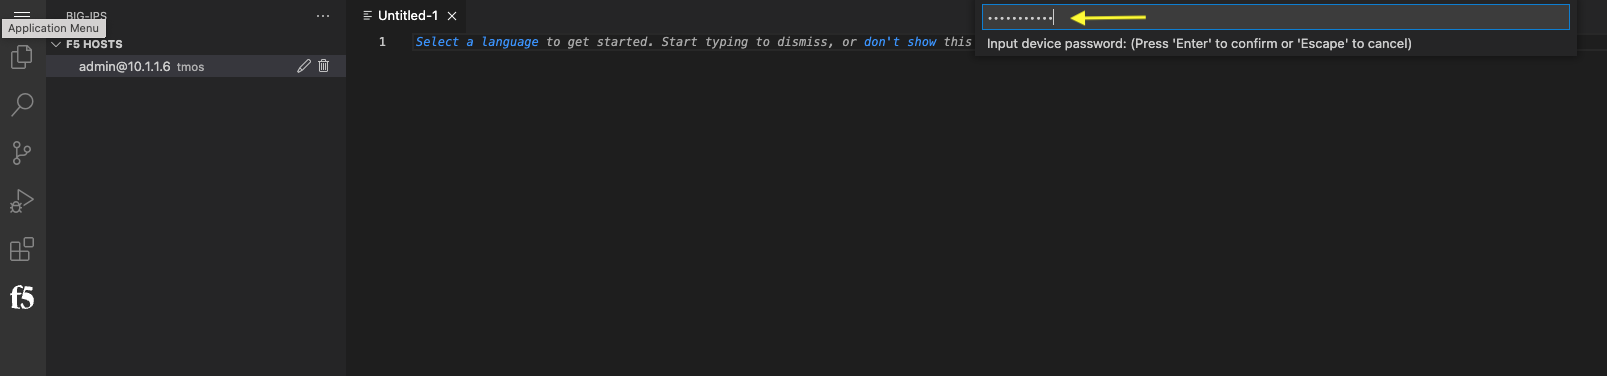 BIG-IPS
Application Menu
F5 HOSTS
admin@10.1.1.6 tmos
f5
Untitled-1
1
Select a language to get started. Start typing to dismiss, or don't show this
•••••••••••
Input device password: (Press 'Enter' to confirm or 'Escape' to cancel)